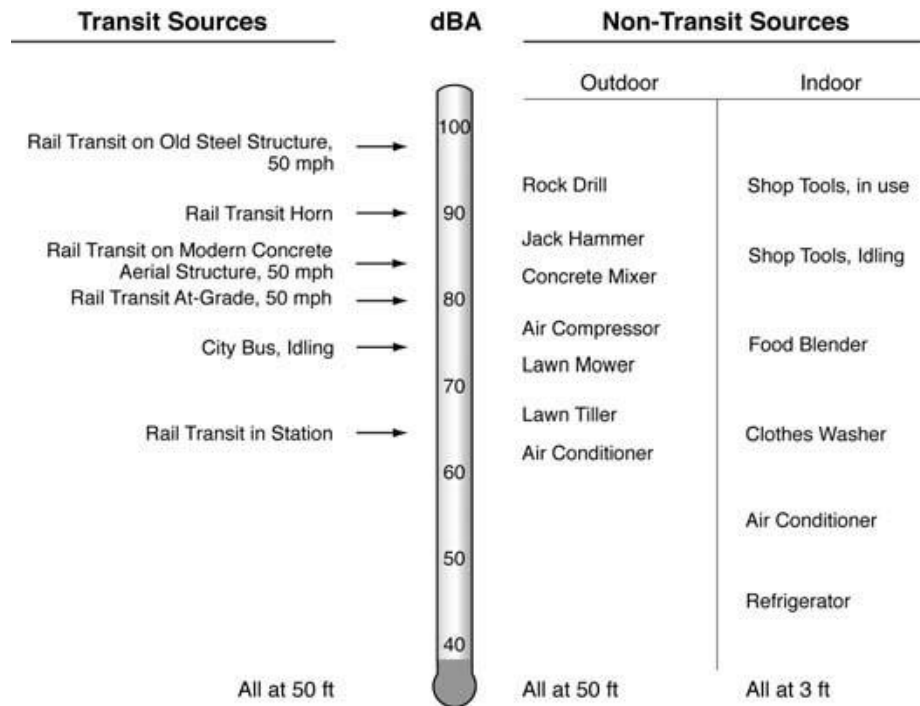 Transit Sources
dBA
Non-Transit Sources
Outdoor
Indoor
Rail Transit on Old Steel Structure,
50 mph
Rail Transit Horn
Rail Transit on Modern Concrete
Aerial Structure, 50 mph
Rail Transit At-Grade, 50 mph
City Bus, Idling
Rail Transit in Station
All at 50 ft
100
90
80
70
60
50
40
Rock Drill
Jack Hammer
Concrete Mixer
Air Compressor
Lawn Mower
Lawn Tiller
Air Conditioner
All at 50 ft
Shop Tools, in use
Shop Tools, Idling
Food Blender
Clothes Washer
Air Conditioner
Refrigerator
All at 3 ft